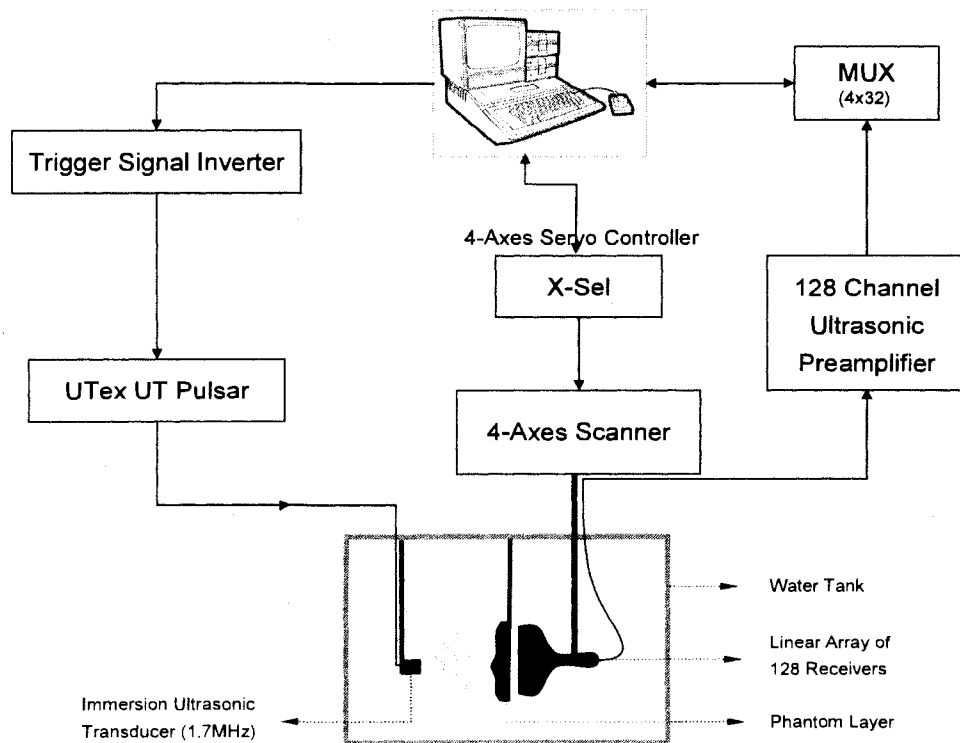 MUX
(4x32)
Trigger Signal Inverter
4-Axes Servo Controller
X-Sel
128 Channel
Ultrasonic
Preamplifier
UTex UT Pulsar
4-Axes Scanner
Water Tank
Linear Array of
128 Receivers
Immersion Ultrasonic
Transducer (1.7MHz)
Phantom Layer